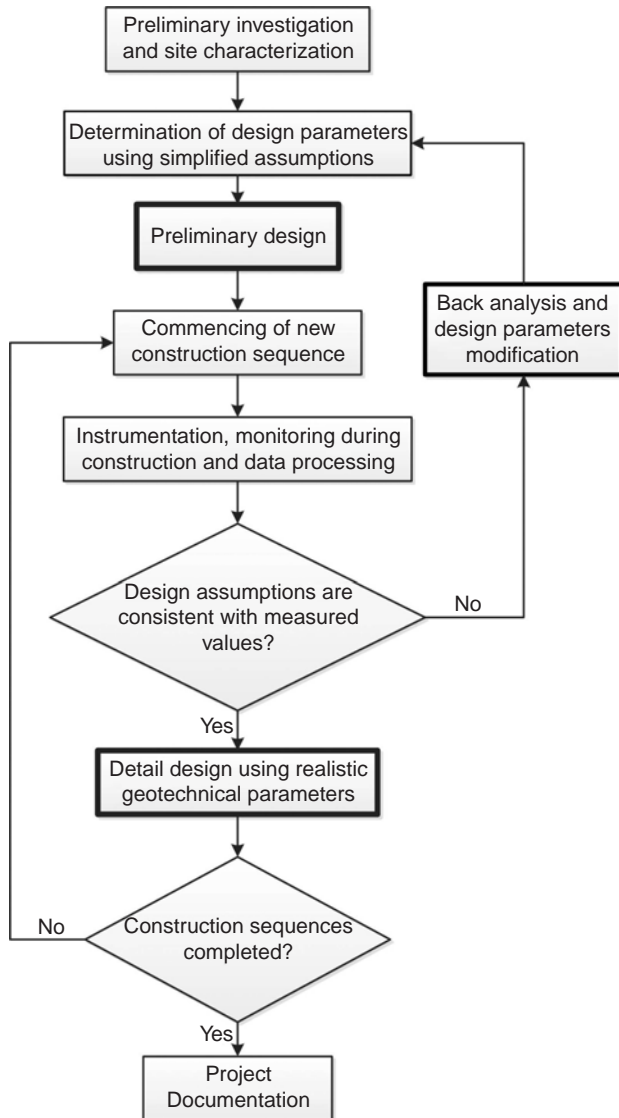 Preliminary investigation
and site characterization
Determination of design parameters
using simplified assumptions
Preliminary design
Back analysis and
design parameters
modification
Commencing of new
construction sequence
Instrumentation, monitoring during
construction and data processing
Design assumptions are
consistent with measured
values?
No
Yes
Detail design using realistic
geotechnical parameters
No
Construction sequences
completed?
Yes
Project
Documentation